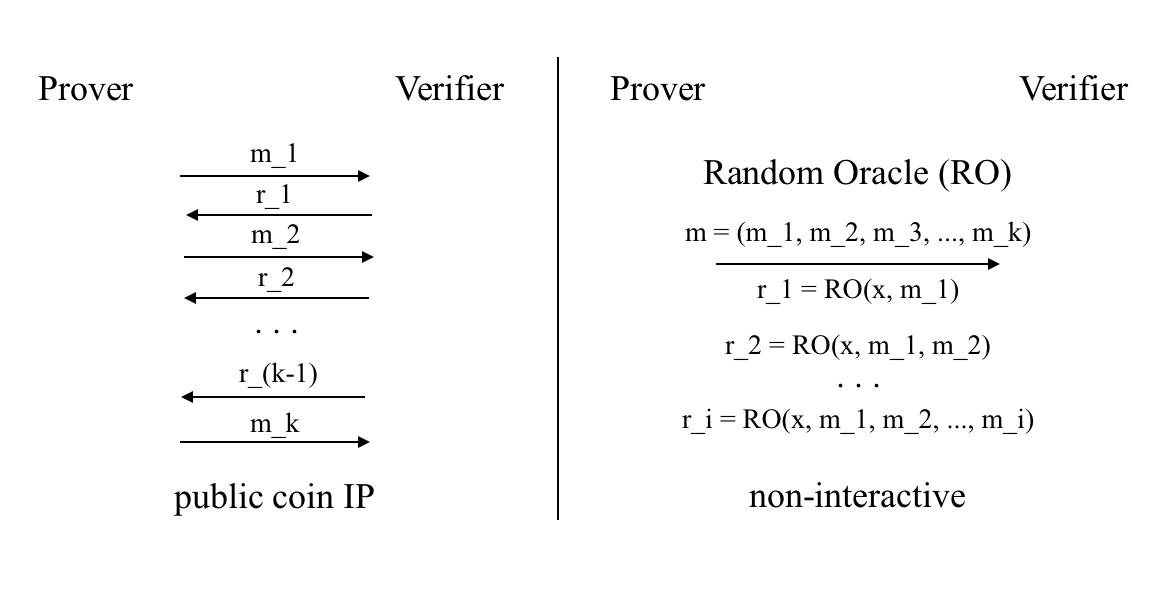 Prover
Verifier
m_1
r_1
m_2
r_2
. . .
r_(k-1)
m_k
public coin IP
Prover
Verifier
Random Oracle (RO)
m = (m_1, m_2, m_3, ..., m_k)
r_1 = RO(x, m_1)
r_2 = RO(x, m_1, m_2)
. . .
r_i = RO(x, m_1, m_2, ..., m_i)
non-interactive